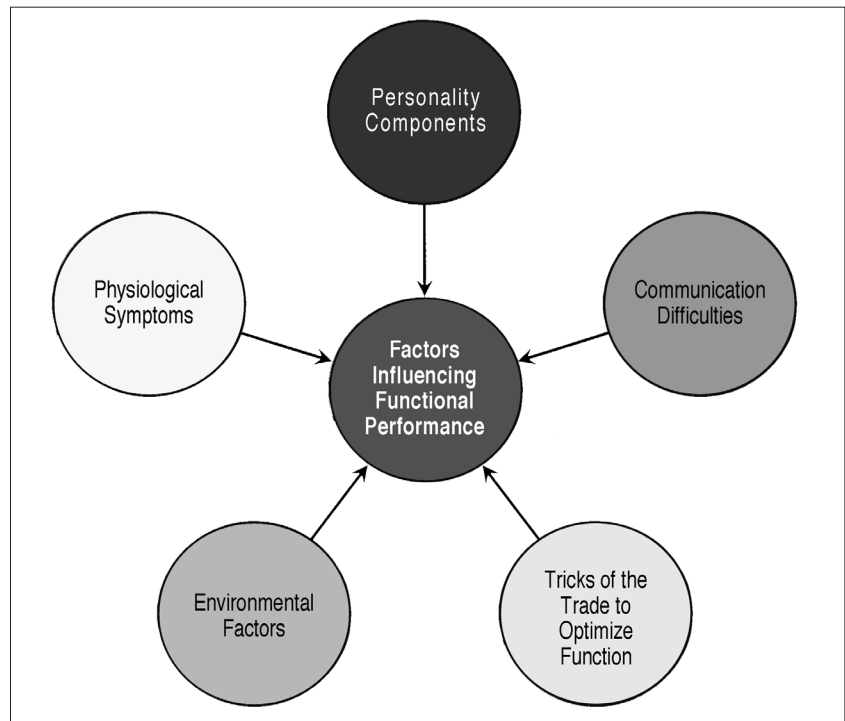 Personality
Components
Physiological
Symptoms
Communication
Difficulties
Factors
Influencing
Functional
Performance
Environmental
Factors
Tricks of the
Trade to
Optimize
Function